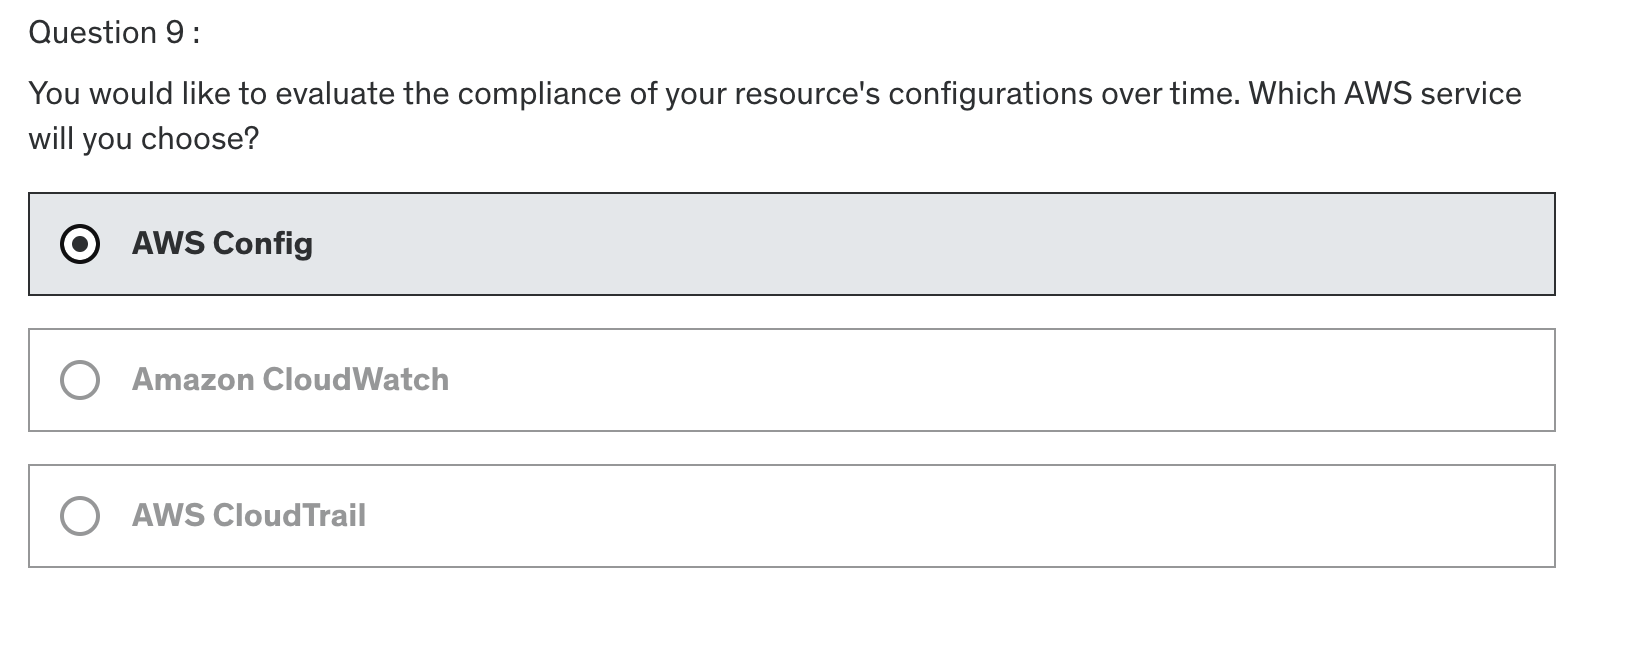 Question 9 :
You would like to evaluate the compliance of your resource's configurations over time. Which AWS service
will you choose?
AWS Config
Amazon CloudWatch
AWS CloudTrail